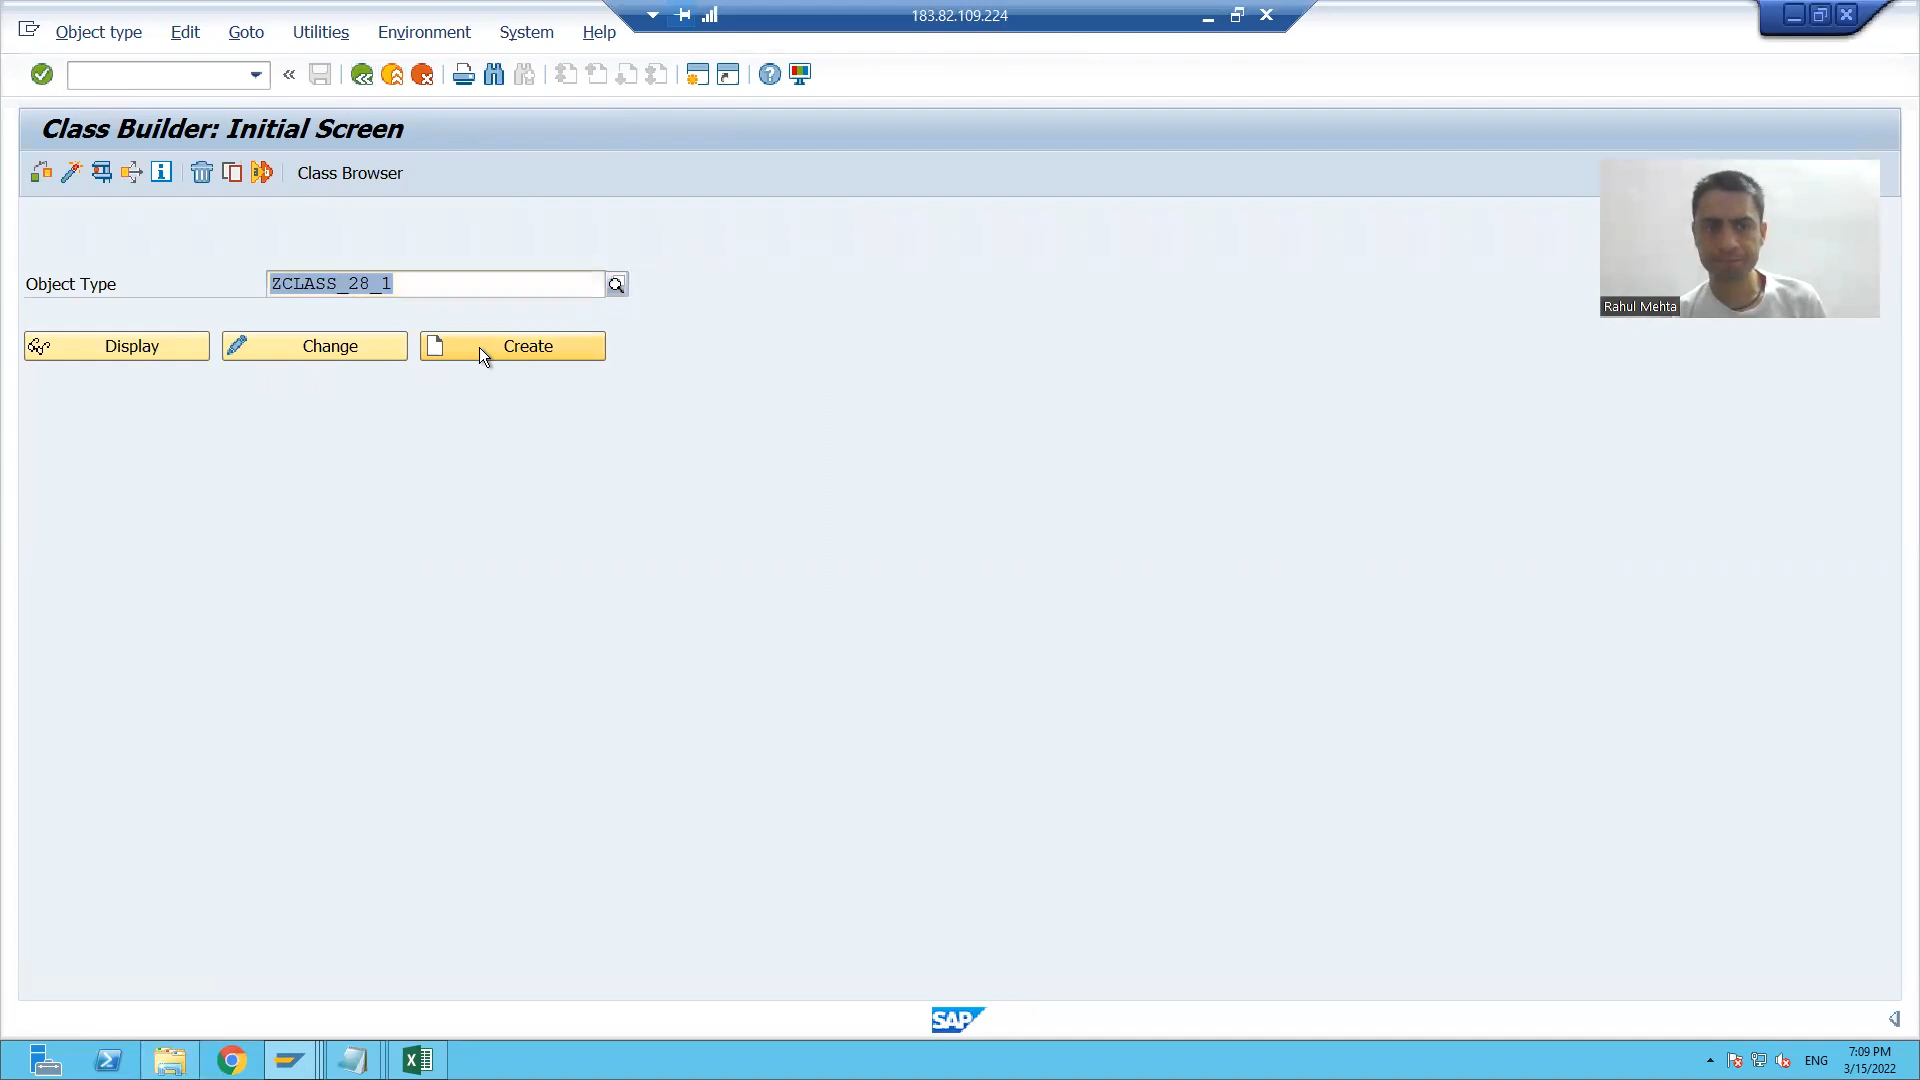 183.82.109.224
Object type Edit Goto Utilities Environment System Help
Class Builder: Initial Screen
Class Browser
Rahul Mehta
Object Type ZCLASS_28_1
Display Change Create
SAP
ENG 7:09 PM
3/15/2022